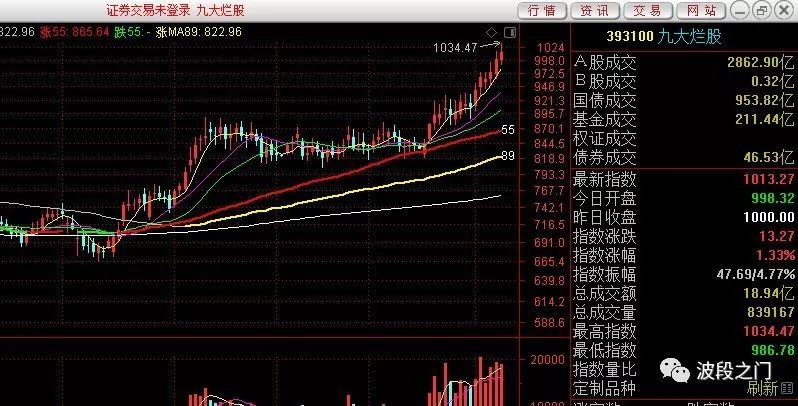 证券交易未登录 九大烂股
行情 资讯 交易 网站
822.96 涨55: 865.64 跌55:- 涨MA89: 822.96
393100 九大烂股
1034.47
1024
998.0
972.5
946.9
921.3
895.7
870.1
844.5
818.9
793.3
767.7
742.1
716.5
691.0
665.4
639.8
614.2
588.6
20000
10000
55
89
A股成交 2862.90亿
B股成交 0.32亿
国债成交 953.82亿
基金成交 211.44亿
权证成交
债券成交 46.53亿
最新指数 1013.27
今日开盘 998.32
昨日收盘 1000.00
指数涨跌 13.27
指数涨幅 1.33%
指数振幅 47.69/4.77%
总成交额 18.94亿
总成交量 839167
最高指数 1034.47
最低指数 986.78
指数量比
定制品种 刷新
涨家数 跌家数
波段之门